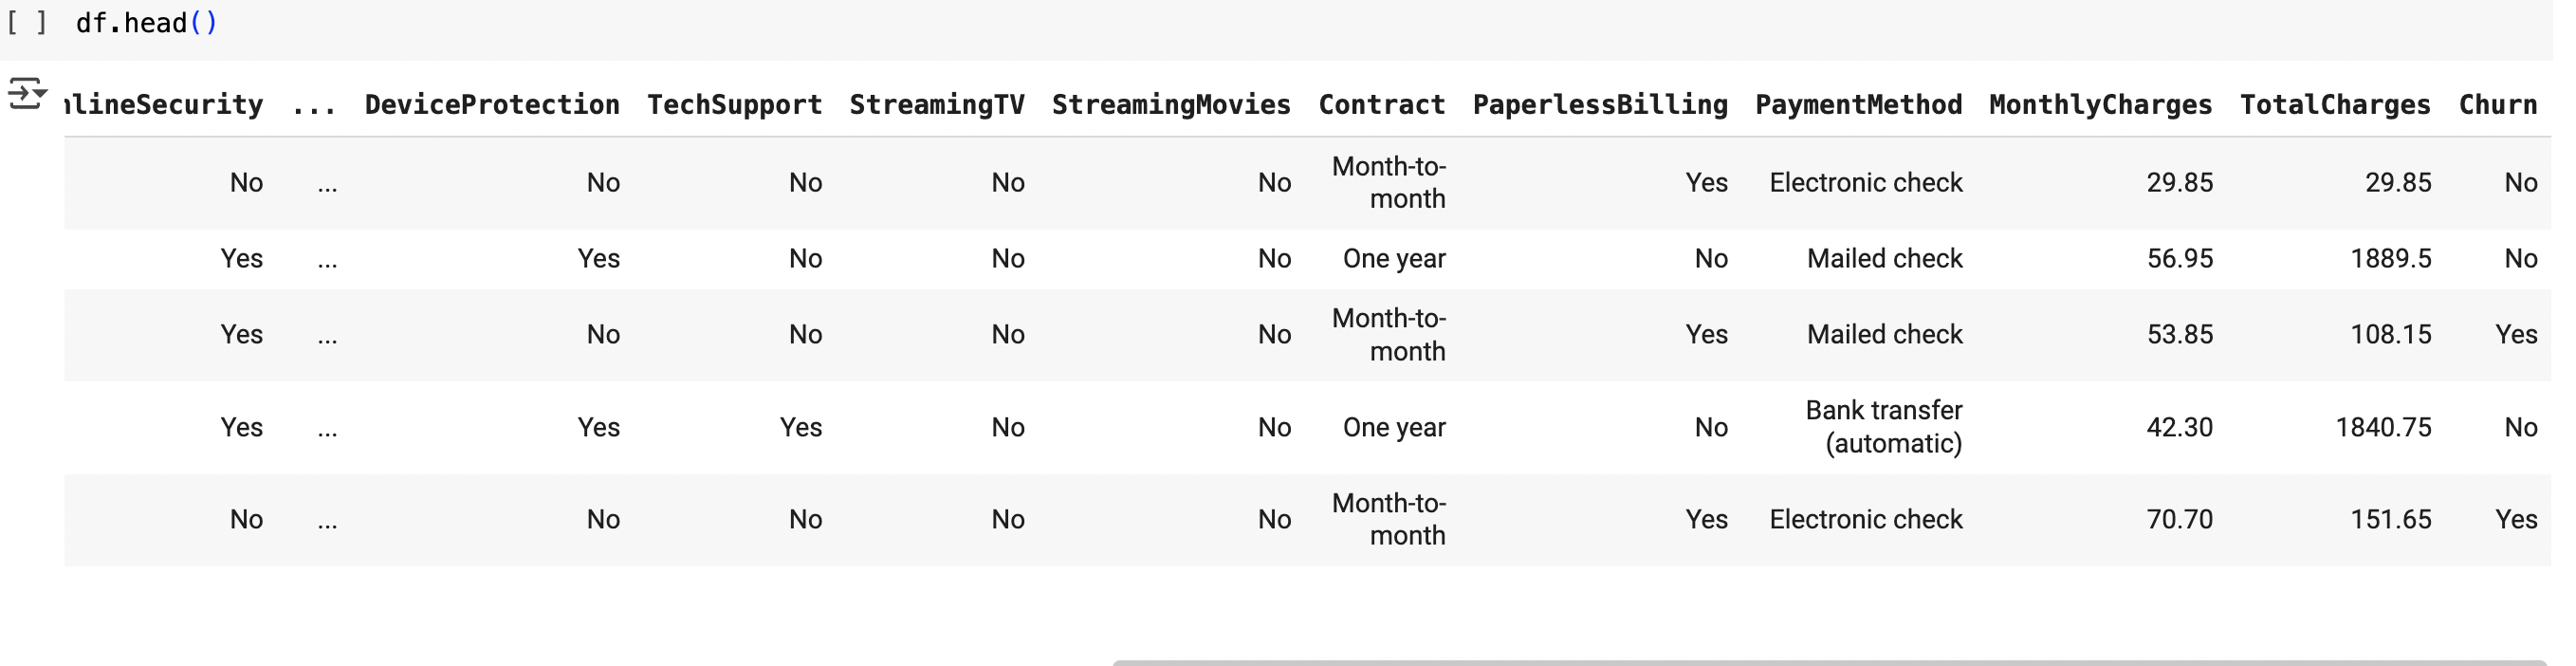 [ ] df.head()
nlineSecurity ... DeviceProtection TechSupport StreamingTV StreamingMovies Contract PaperlessBilling PaymentMethod MonthlyCharges TotalCharges Churn
No ... No No No No Month-to-month Yes Electronic check 29.85 29.85 No
Yes ... Yes No No No One year No Mailed check 56.95 1889.5 No
Yes ... No No No No Month-to-month Yes Mailed check 53.85 108.15 Yes
Yes ... Yes Yes No No One year No Bank transfer (automatic) 42.30 1840.75 No
No ... No No No No Month-to-month Yes Electronic check 70.70 151.65 Yes